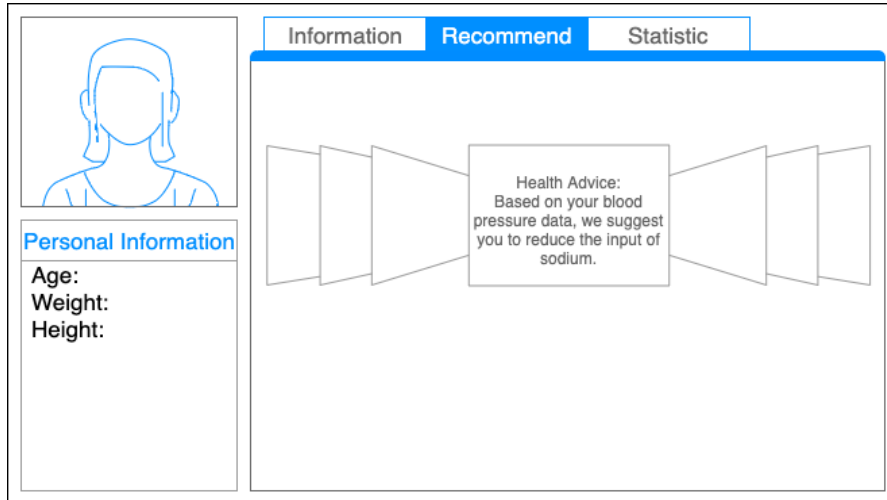 Information Recommend Statistic
Personal Information
Age:
Weight:
Height:
Health Advice:
Based on your blood
pressure data, we suggest
you to reduce the input of
sodium.